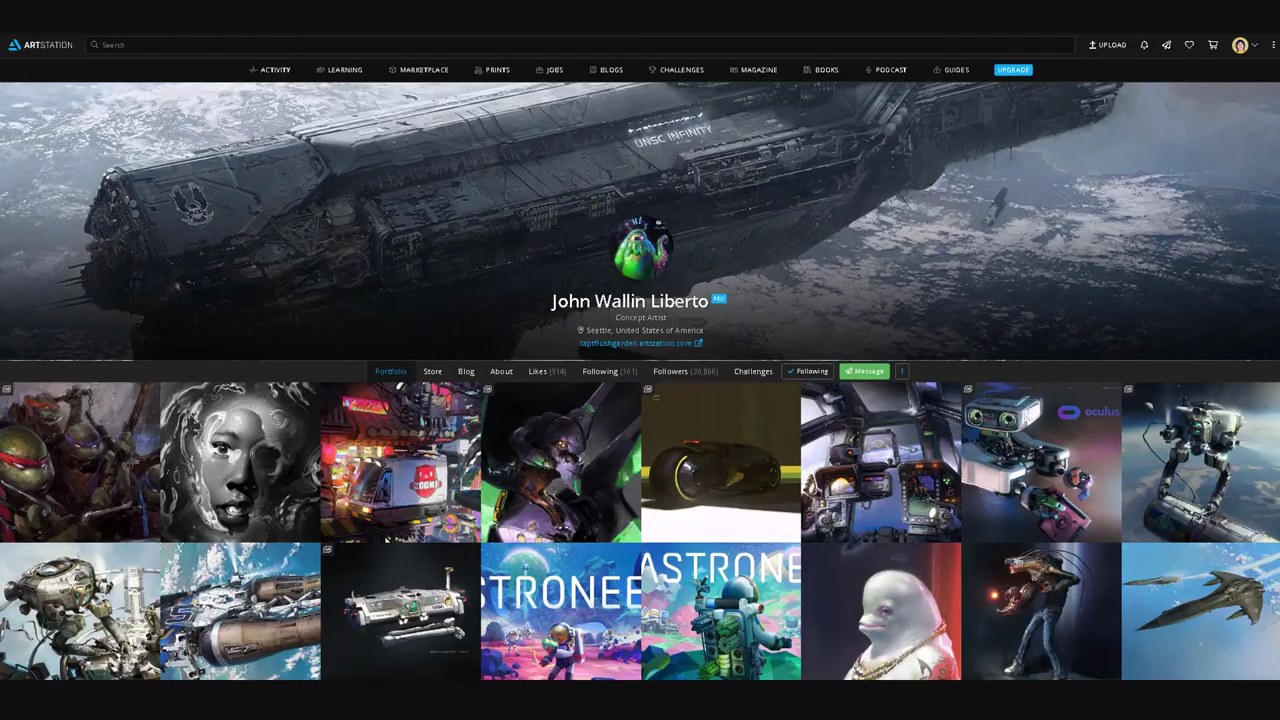 ARTSTATION
Search
UPLOAD
ACTIVITY
LEARNING
MARKETPLACE
PRINTS
JOBS
BLOGS
CHALLENGES
MAGAZINE
BOOKS
PODCAST
GUIDES
UPGRADE
UNSC INFINITY
John Wallin Liberto PRO
Concept Artist
Seattle, United States of America
captflushgarden.artstation.com
Portfolio
Store
Blog
About
Likes (514)
Following (101)
Followers (30,866)
Challenges
Following
Message
ZOOM!
oculus
STRONEE
ASTRONE